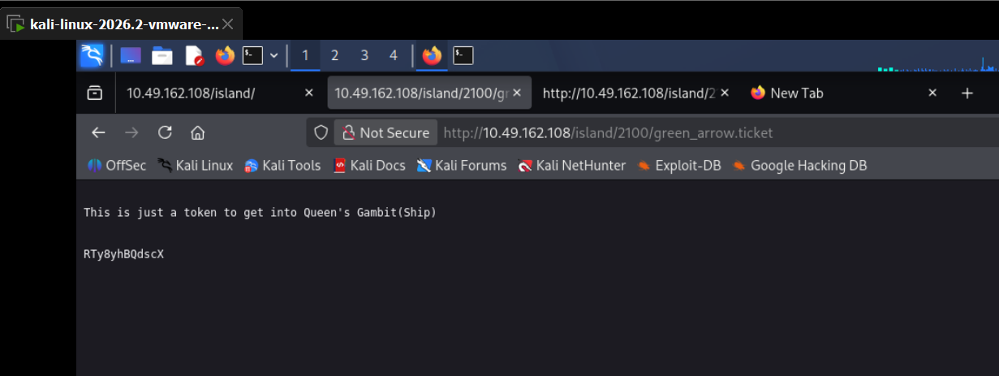 kali-linux-2026.2-vmware-...
1 2 3 4
10.49.162.108/island/
10.49.162.108/island/2100/gr
http://10.49.162.108/island/2
New Tab
Not Secure http://10.49.162.108/island/2100/green_arrow.ticket
OffSec Kali Linux Kali Tools Kali Docs Kali Forums Kali NetHunter Exploit-DB Google Hacking DB
This is just a token to get into Queen's Gambit(Ship)
RTy8yhBQdscX